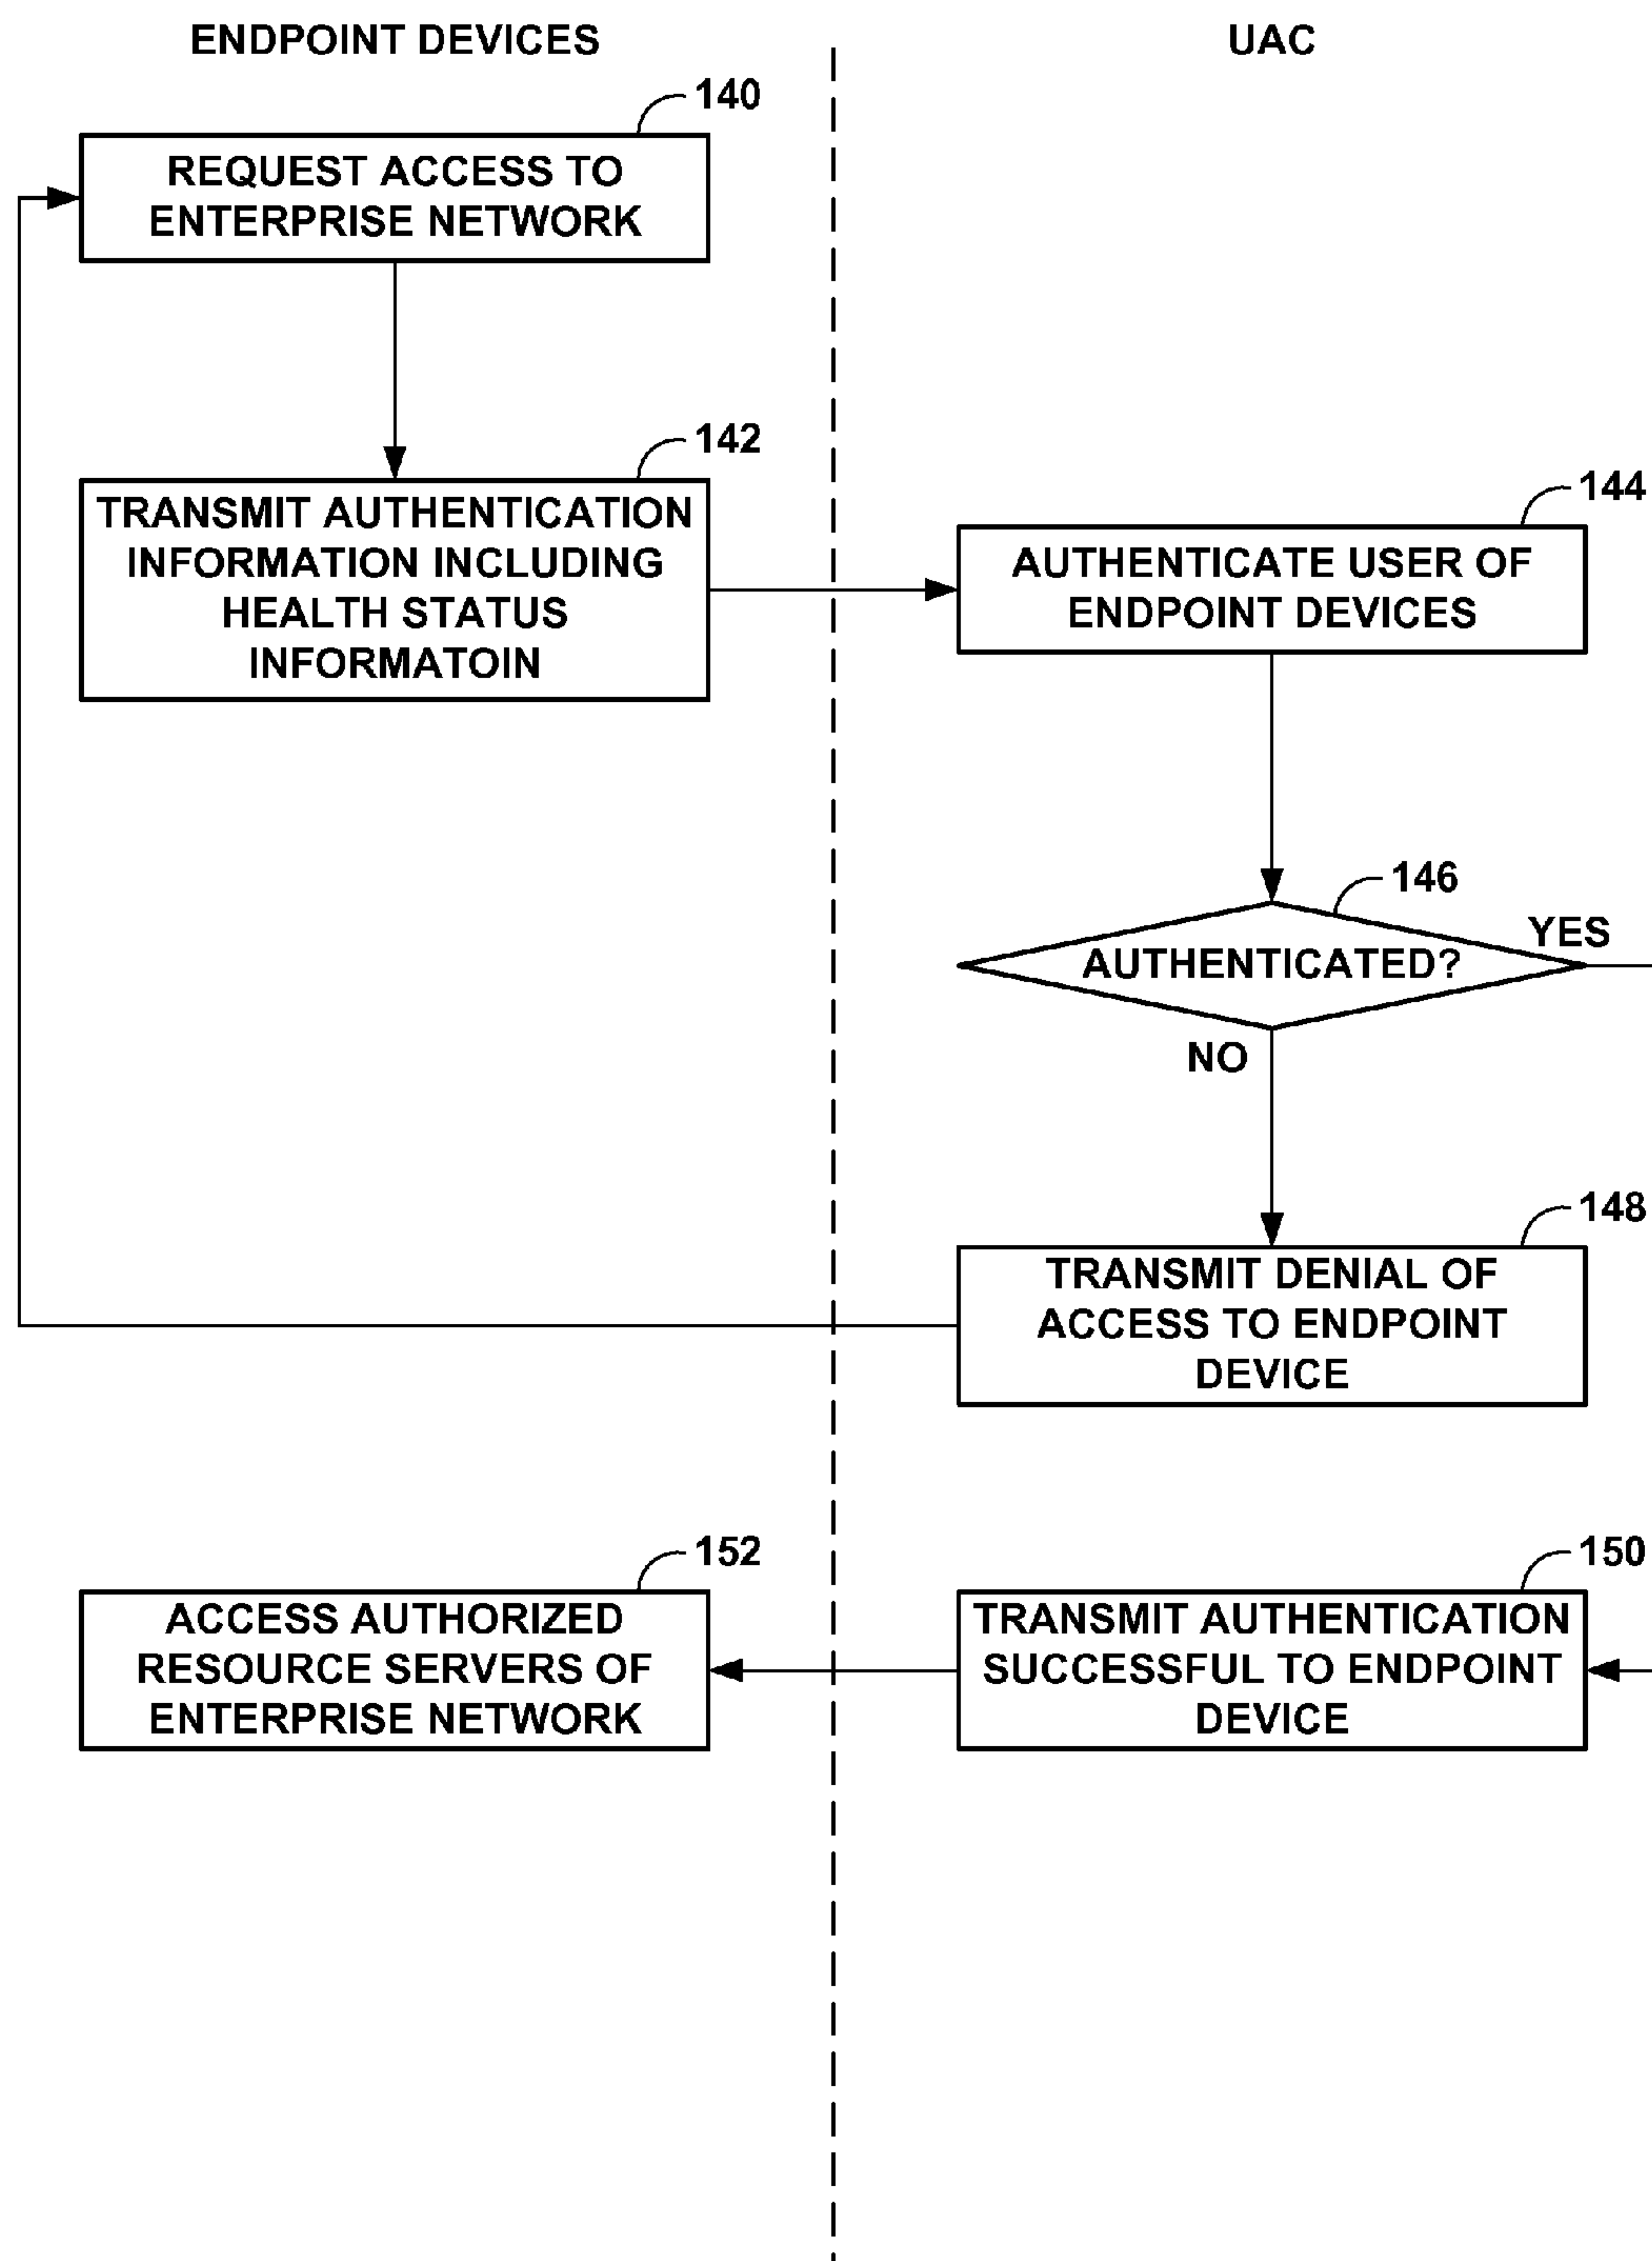 ENDPOINT DEVICES
UAC
140
REQUEST ACCESS TO
ENTERPRISE NETWORK
142
TRANSMIT AUTHENTICATION
INFORMATION INCLUDING
HEALTH STATUS
INFORMATOIN
144
AUTHENTICATE USER OF
ENDPOINT DEVICES
146
AUTHENTICATED?
YES
NO
148
TRANSMIT DENIAL OF
ACCESS TO ENDPOINT
DEVICE
152
ACCESS AUTHORIZED
RESOURCE SERVERS OF
ENTERPRISE NETWORK
150
TRANSMIT AUTHENTICATION
SUCCESSFUL TO ENDPOINT
DEVICE